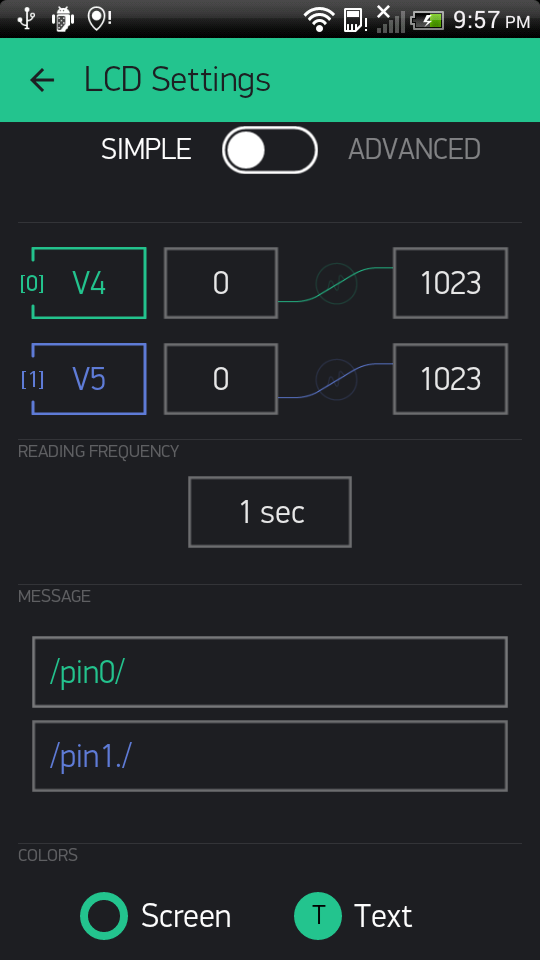 9:57 PM
LCD Settings
SIMPLE ADVANCED
[0] V4 0 1023
[1] V5 0 1023
READING FREQUENCY
1 sec
MESSAGE
/pin0/
/pin1./
COLORS
Screen T Text